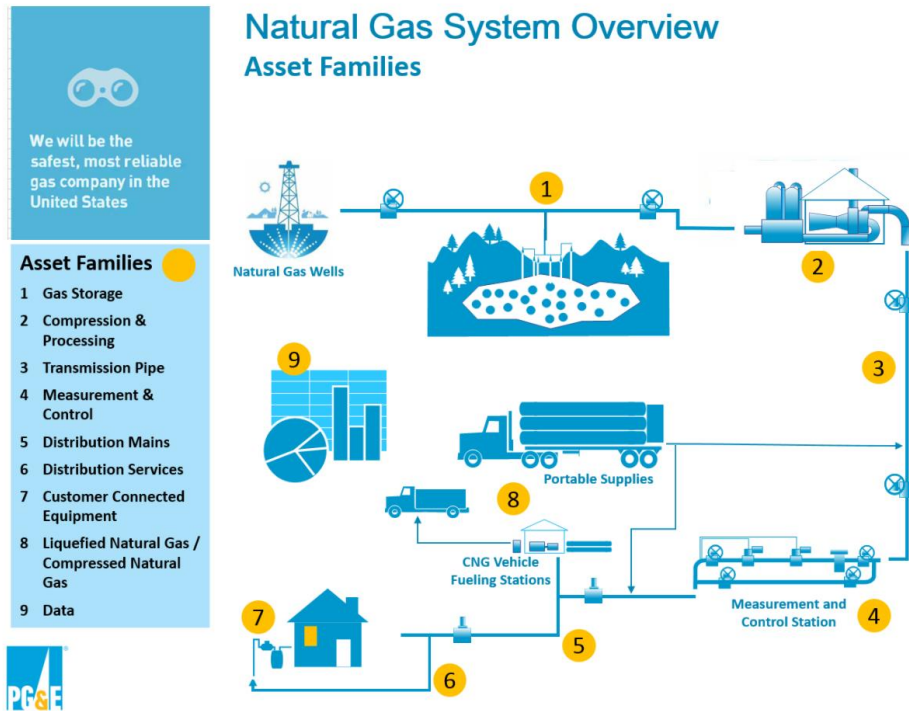 Natural Gas System Overview
Asset Families
We will be the
safest, most reliable
gas company in the
United States
Asset Families
1 Gas Storage
2 Compression &
Processing
3 Transmission Pipe
4 Measurement &
Control
5 Distribution Mains
6 Distribution Services
7 Customer Connected
Equipment
8 Liquefied Natural Gas /
Compressed Natural
Gas
9 Data
PG&E
Natural Gas Wells
1
2
3
9
Portable Supplies
8
CNG Vehicle
Fueling Stations
Measurement and
Control Station
4
7
5
6